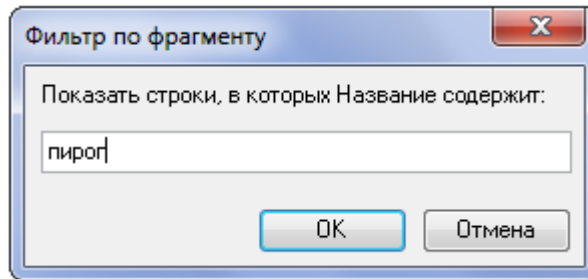 Фильтр по фрагменту
Показать строки, в которых Название содержит:
пирог
OK
Отмена